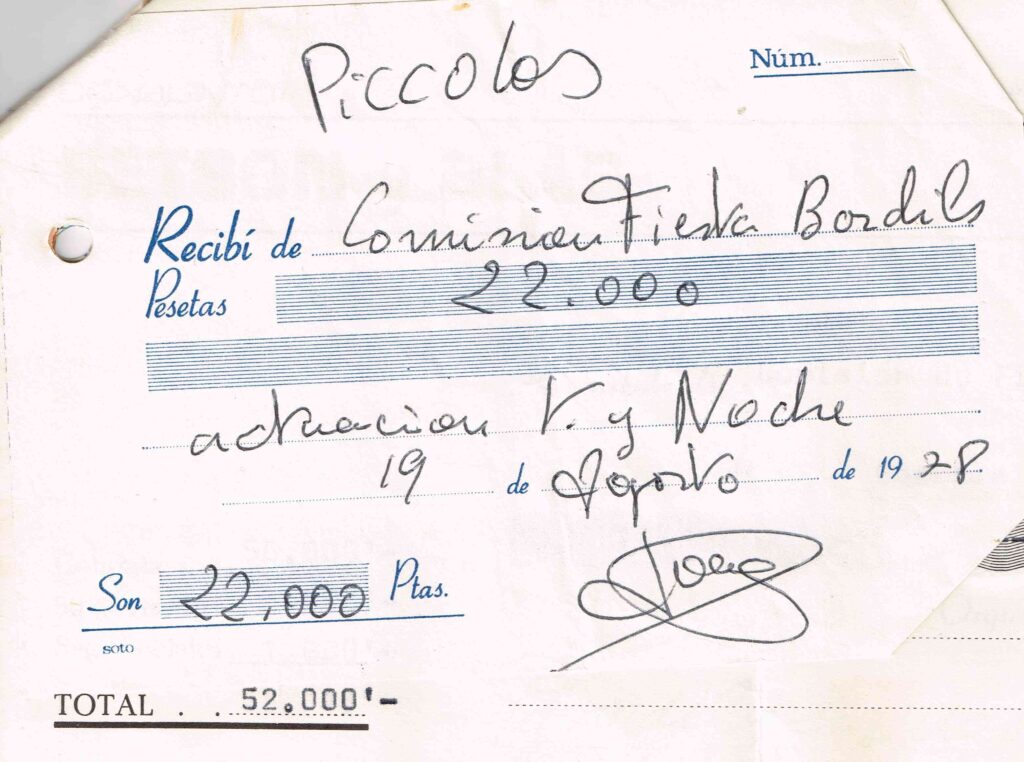 Piccolos
Núm.
Recibí de Comision Fiesta Bordils
Pesetas 22.000
actuacion T. y Noche
19 de Agosto de 1978.
Son 22,000 Ptas.
soto
TOTAL . . 52.000'-